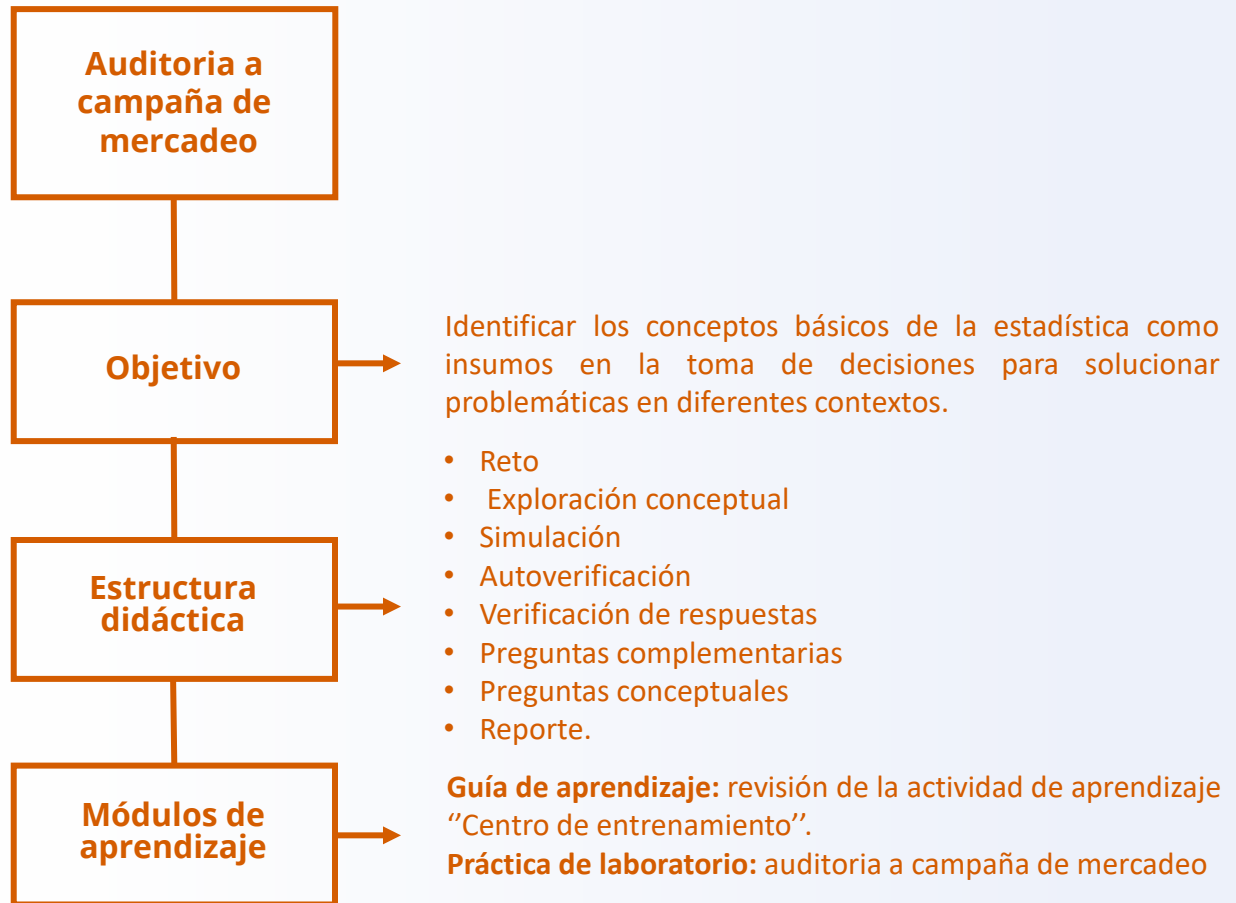 Auditoria a
campaña de
mercadeo
Objetivo
Identificar los conceptos básicos de la estadística como
insumos en la toma de decisiones para solucionar
problemáticas en diferentes contextos.
Estructura
didáctica
• Reto
• Exploración conceptual
• Simulación
• Autoverificación
• Verificación de respuestas
• Preguntas complementarias
• Preguntas conceptuales
• Reporte.
Módulos de
aprendizaje
Guía de aprendizaje: revisión de la actividad de aprendizaje
‘’Centro de entrenamiento’’.
Práctica de laboratorio: auditoria a campaña de mercadeo